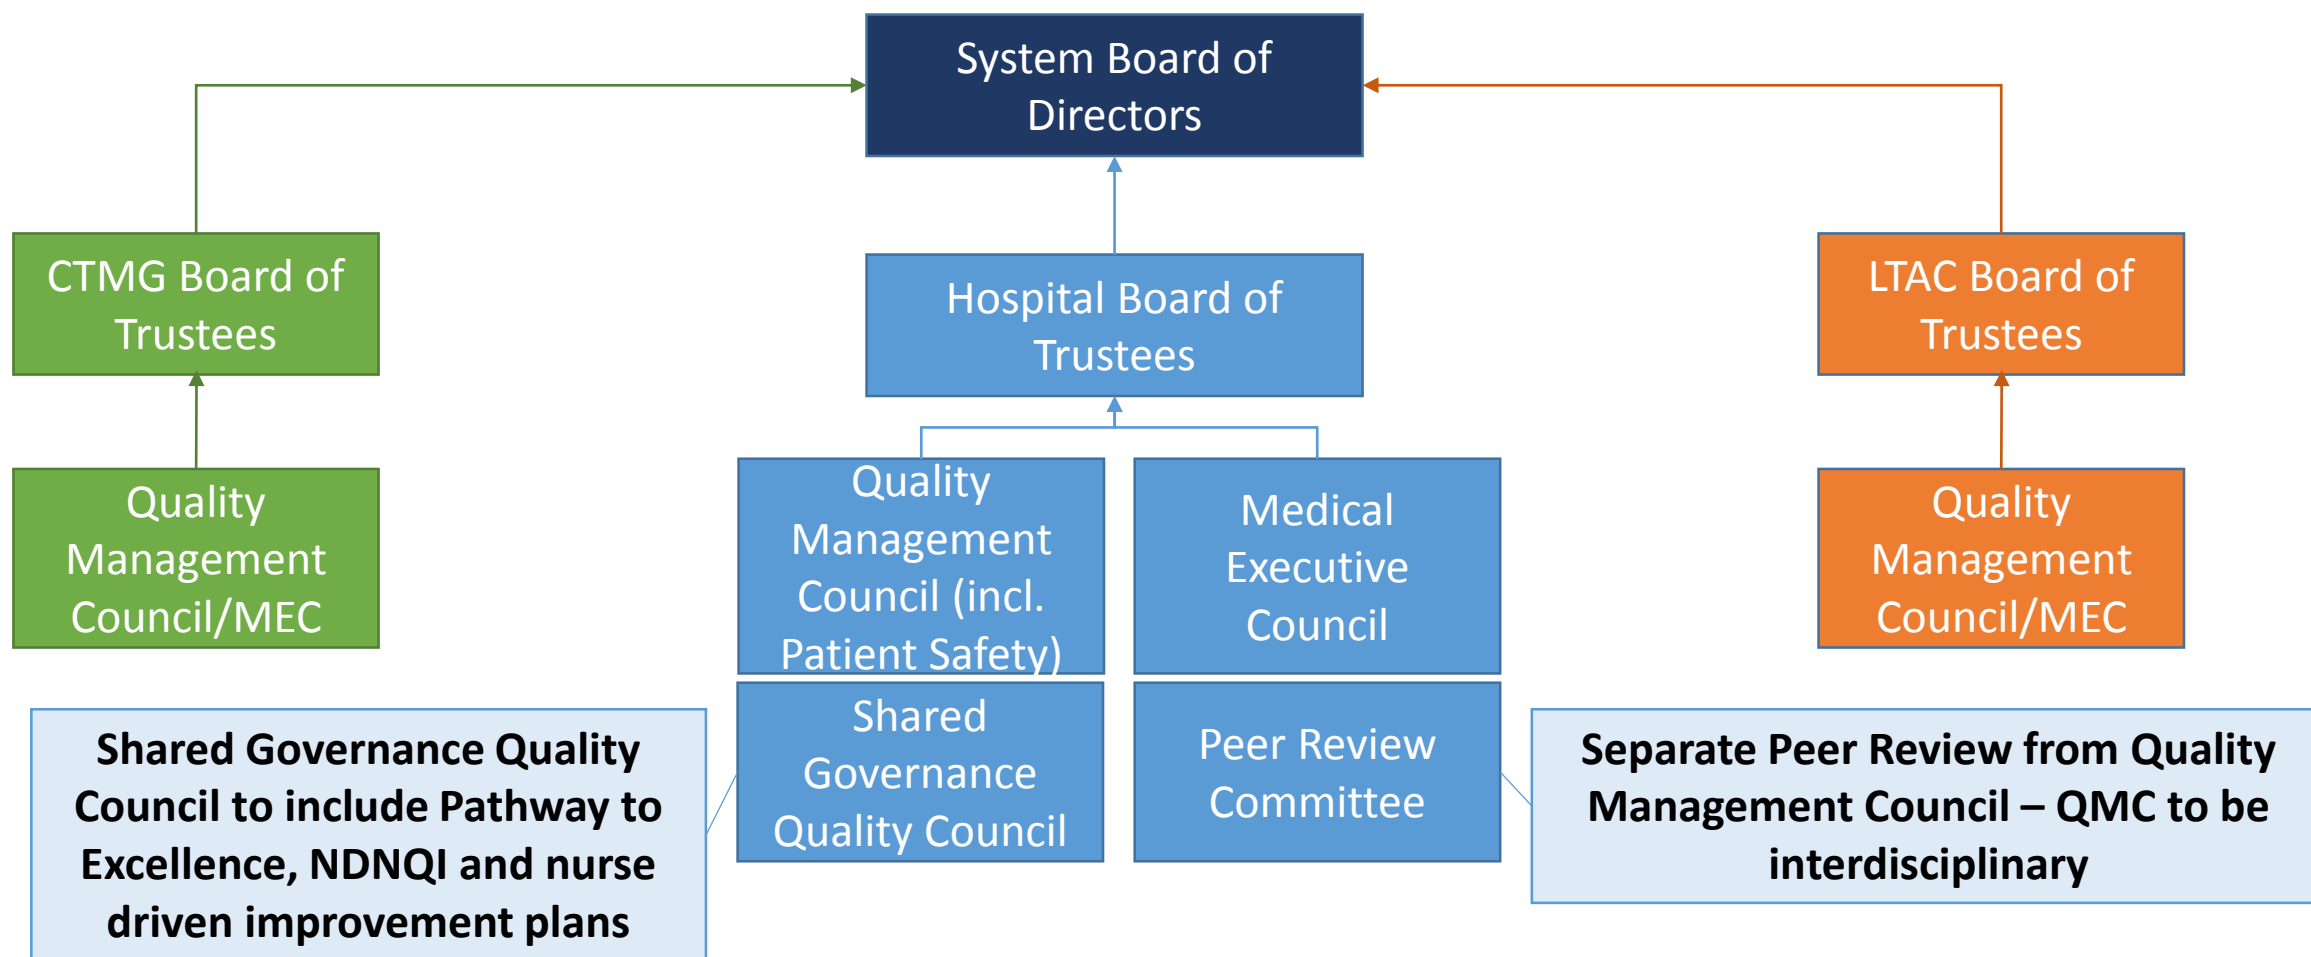 System Board of
Directors
CTMG Board of
Trustees
Hospital Board of
Trustees
LTAC Board of
Trustees
Quality
Management
Council/MEC
Quality
Management
Council (incl.
Patient Safety)
Medical
Executive
Council
Quality
Management
Council/MEC
Shared Governance Quality
Council to include Pathway to
Excellence, NDNQI and nurse
driven improvement plans
Shared
Governance
Quality Council
Peer Review
Committee
Separate Peer Review from Quality
Management Council – QMC to be
interdisciplinary